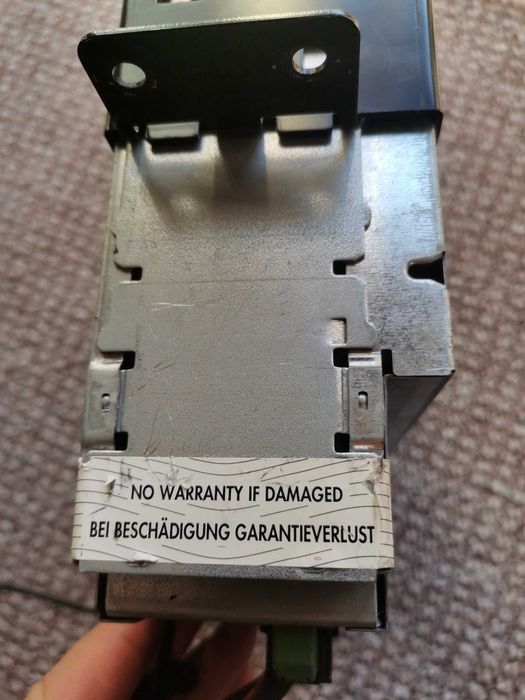 NO WARRANTY IF DAMAGED
BEI BESCHÄDIGUNG GARANTIEVERLUST